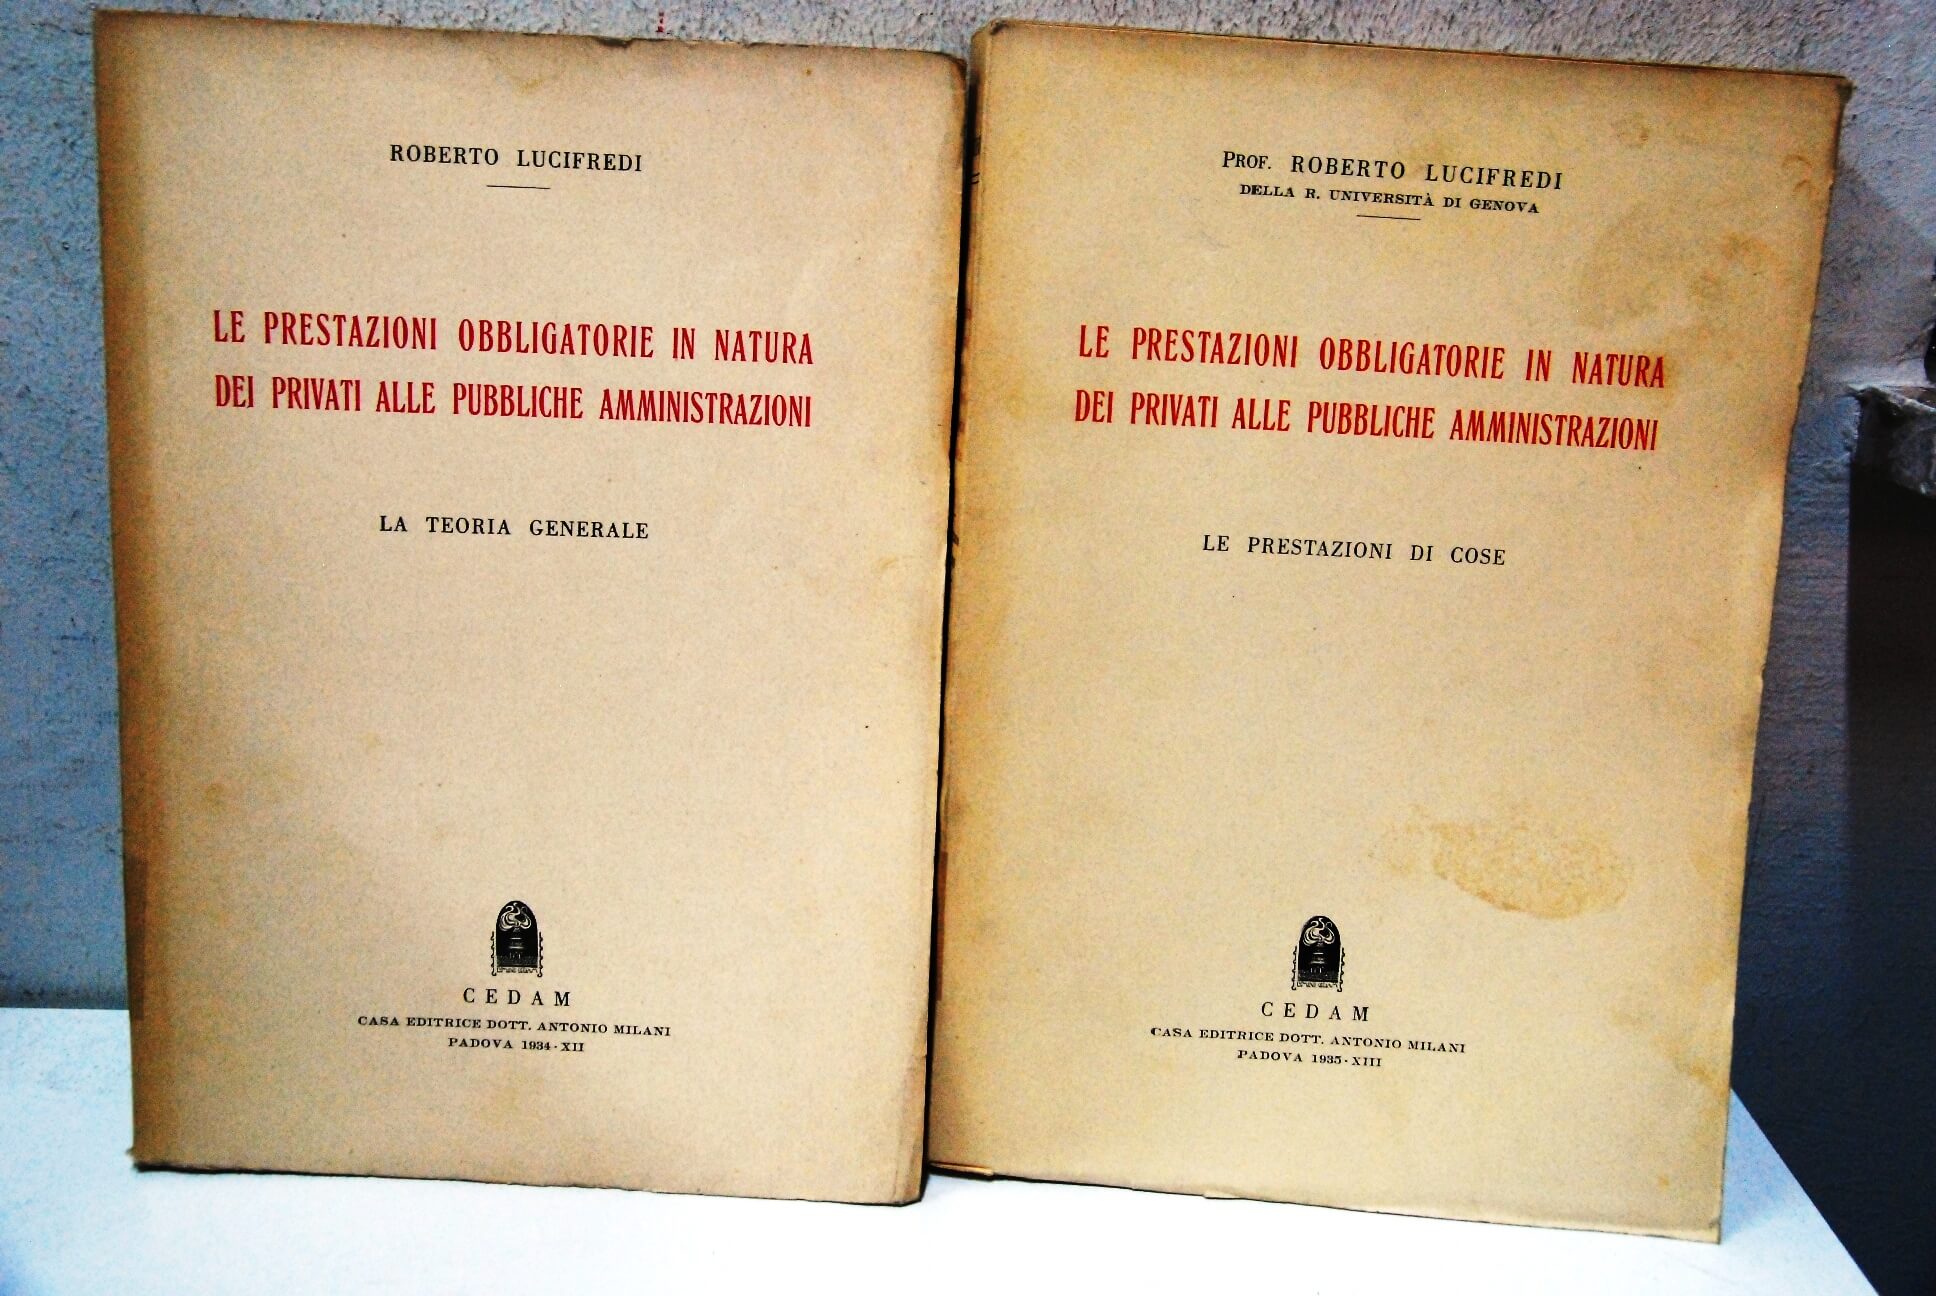 ROBERTO LUCIFREDI
LE PRESTAZIONI OBBLIGATORIE IN NATURA
DEI PRIVATI ALLE PUBBLICHE AMMINISTRAZIONI
LA TEORIA GENERALE
CEDAM
CASA EDITRICE DOTT. ANTONIO MILANI
PADOVA 1934 - XII
PROF. ROBERTO LUCIFREDI
DELLA R. UNIVERSITÀ DI GENOVA
LE PRESTAZIONI OBBLIGATORIE IN NATURA
DEI PRIVATI ALLE PUBBLICHE AMMINISTRAZIONI
LE PRESTAZIONI DI COSE
CEDAM
CASA EDITRICE DOTT. ANTONIO MILANI
PADOVA 1935 - XIII